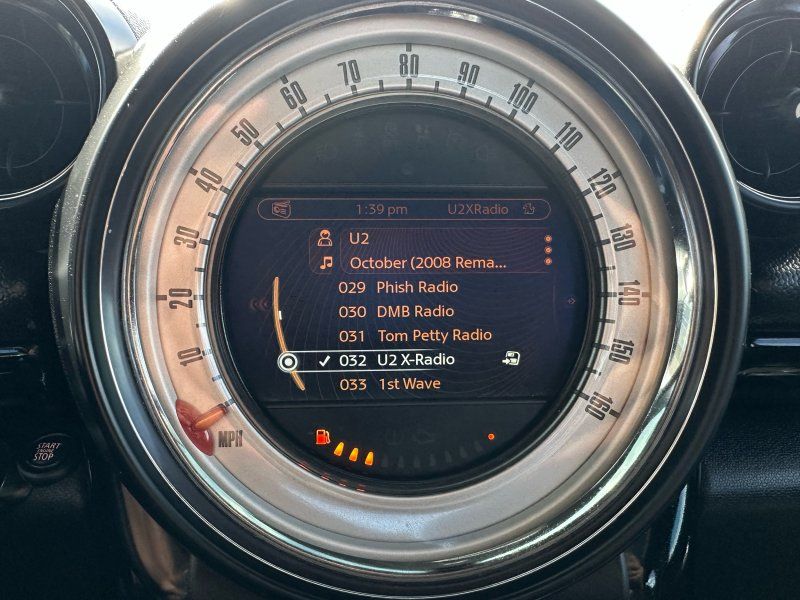 10
20
30
40
50
60
70
80
90
100
110
120
130
140
150
160
MPH
1:39 pm U2XRadio
U2
October (2008 Rema...
029 Phish Radio
030 DMB Radio
031 Tom Petty Radio
032 U2 X-Radio
033 1st Wave
START
ENGINE
STOP